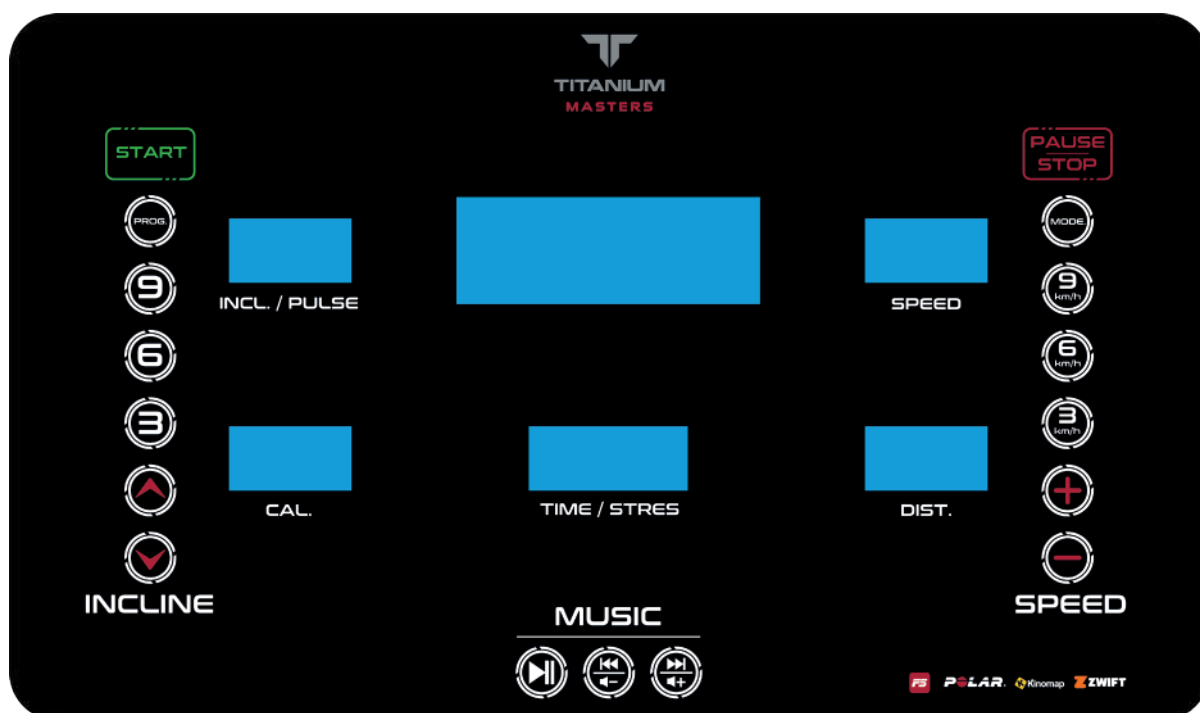 TITANIUM
MASTERS
START
PAUSE
STOP
PROG.
MODE.
9
9
km/h
INCL. / PULSE
SPEED
6
6
km/h
3
3
km/h
CAL.
TIME / STRES
DIST.
+
−
INCLINE
SPEED
MUSIC
−
+
FS
POLAR.
Kinomap
ZWIFT